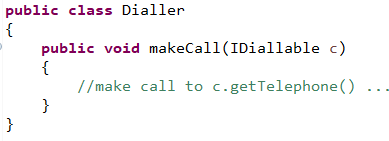 public class Dialler
{
    public void makeCall(IDiallable c)
    {
        //make call to c.getTelephone() ...
    }
}